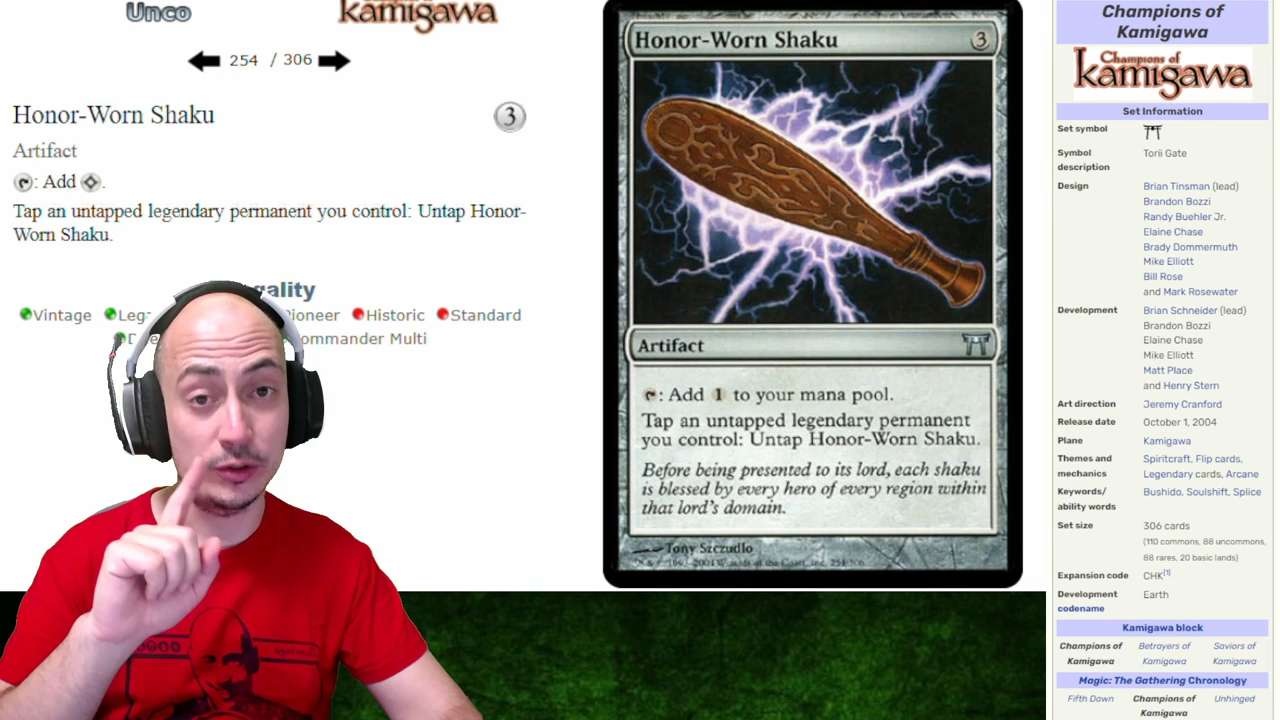 Unco
kamigawa
254 / 306
Honor-Worn Shaku
3
Artifact
: Add
.
Tap an untapped legendary permanent you control: Untap Honor-
Worn Shaku.
gality
Vintage
Lega
Pioneer
Historic
Standard
Commander Multi
Honor-Worn Shaku
3
Artifact
: Add 1 to your mana pool.
Tap an untapped legendary permanent
you control: Untap Honor-Worn Shaku.
Before being presented to its lord, each shaku
is blessed by every hero of every region within
that lord's domain.
Tony Szczudlo
Champions of
Kamigawa
Champions of
kamigawa
Set Information
Set symbol
Symbol
description
Torii Gate
Design
Brian Tinsman (lead)
Brandon Bozzi
Randy Buehler Jr.
Elaine Chase
Brady Dommermuth
Mike Elliott
Bill Rose
and Mark Rosewater
Development
Brian Schneider (lead)
Brandon Bozzi
Elaine Chase
Mike Elliott
Matt Place
and Henry Stern
Art direction
Jeremy Cranford
Release date
October 1, 2004
Plane
Kamigawa
Themes and
mechanics
Spiritcraft, Flip cards,
Legendary cards, Arcane
Keywords/
ability words
Bushido, Soulshift, Splice
Set size
306 cards
(110 commons, 88 uncommons,
88 rares, 20 basic lands)
Expansion code
CHK[1]
Development
codename
Earth
Kamigawa block
Champions of
Kamigawa
Betrayers of
Kamigawa
Saviors of
Kamigawa
Magic: The Gathering Chronology
Fifth Dawn
Champions of
Kamigawa
Unhinged